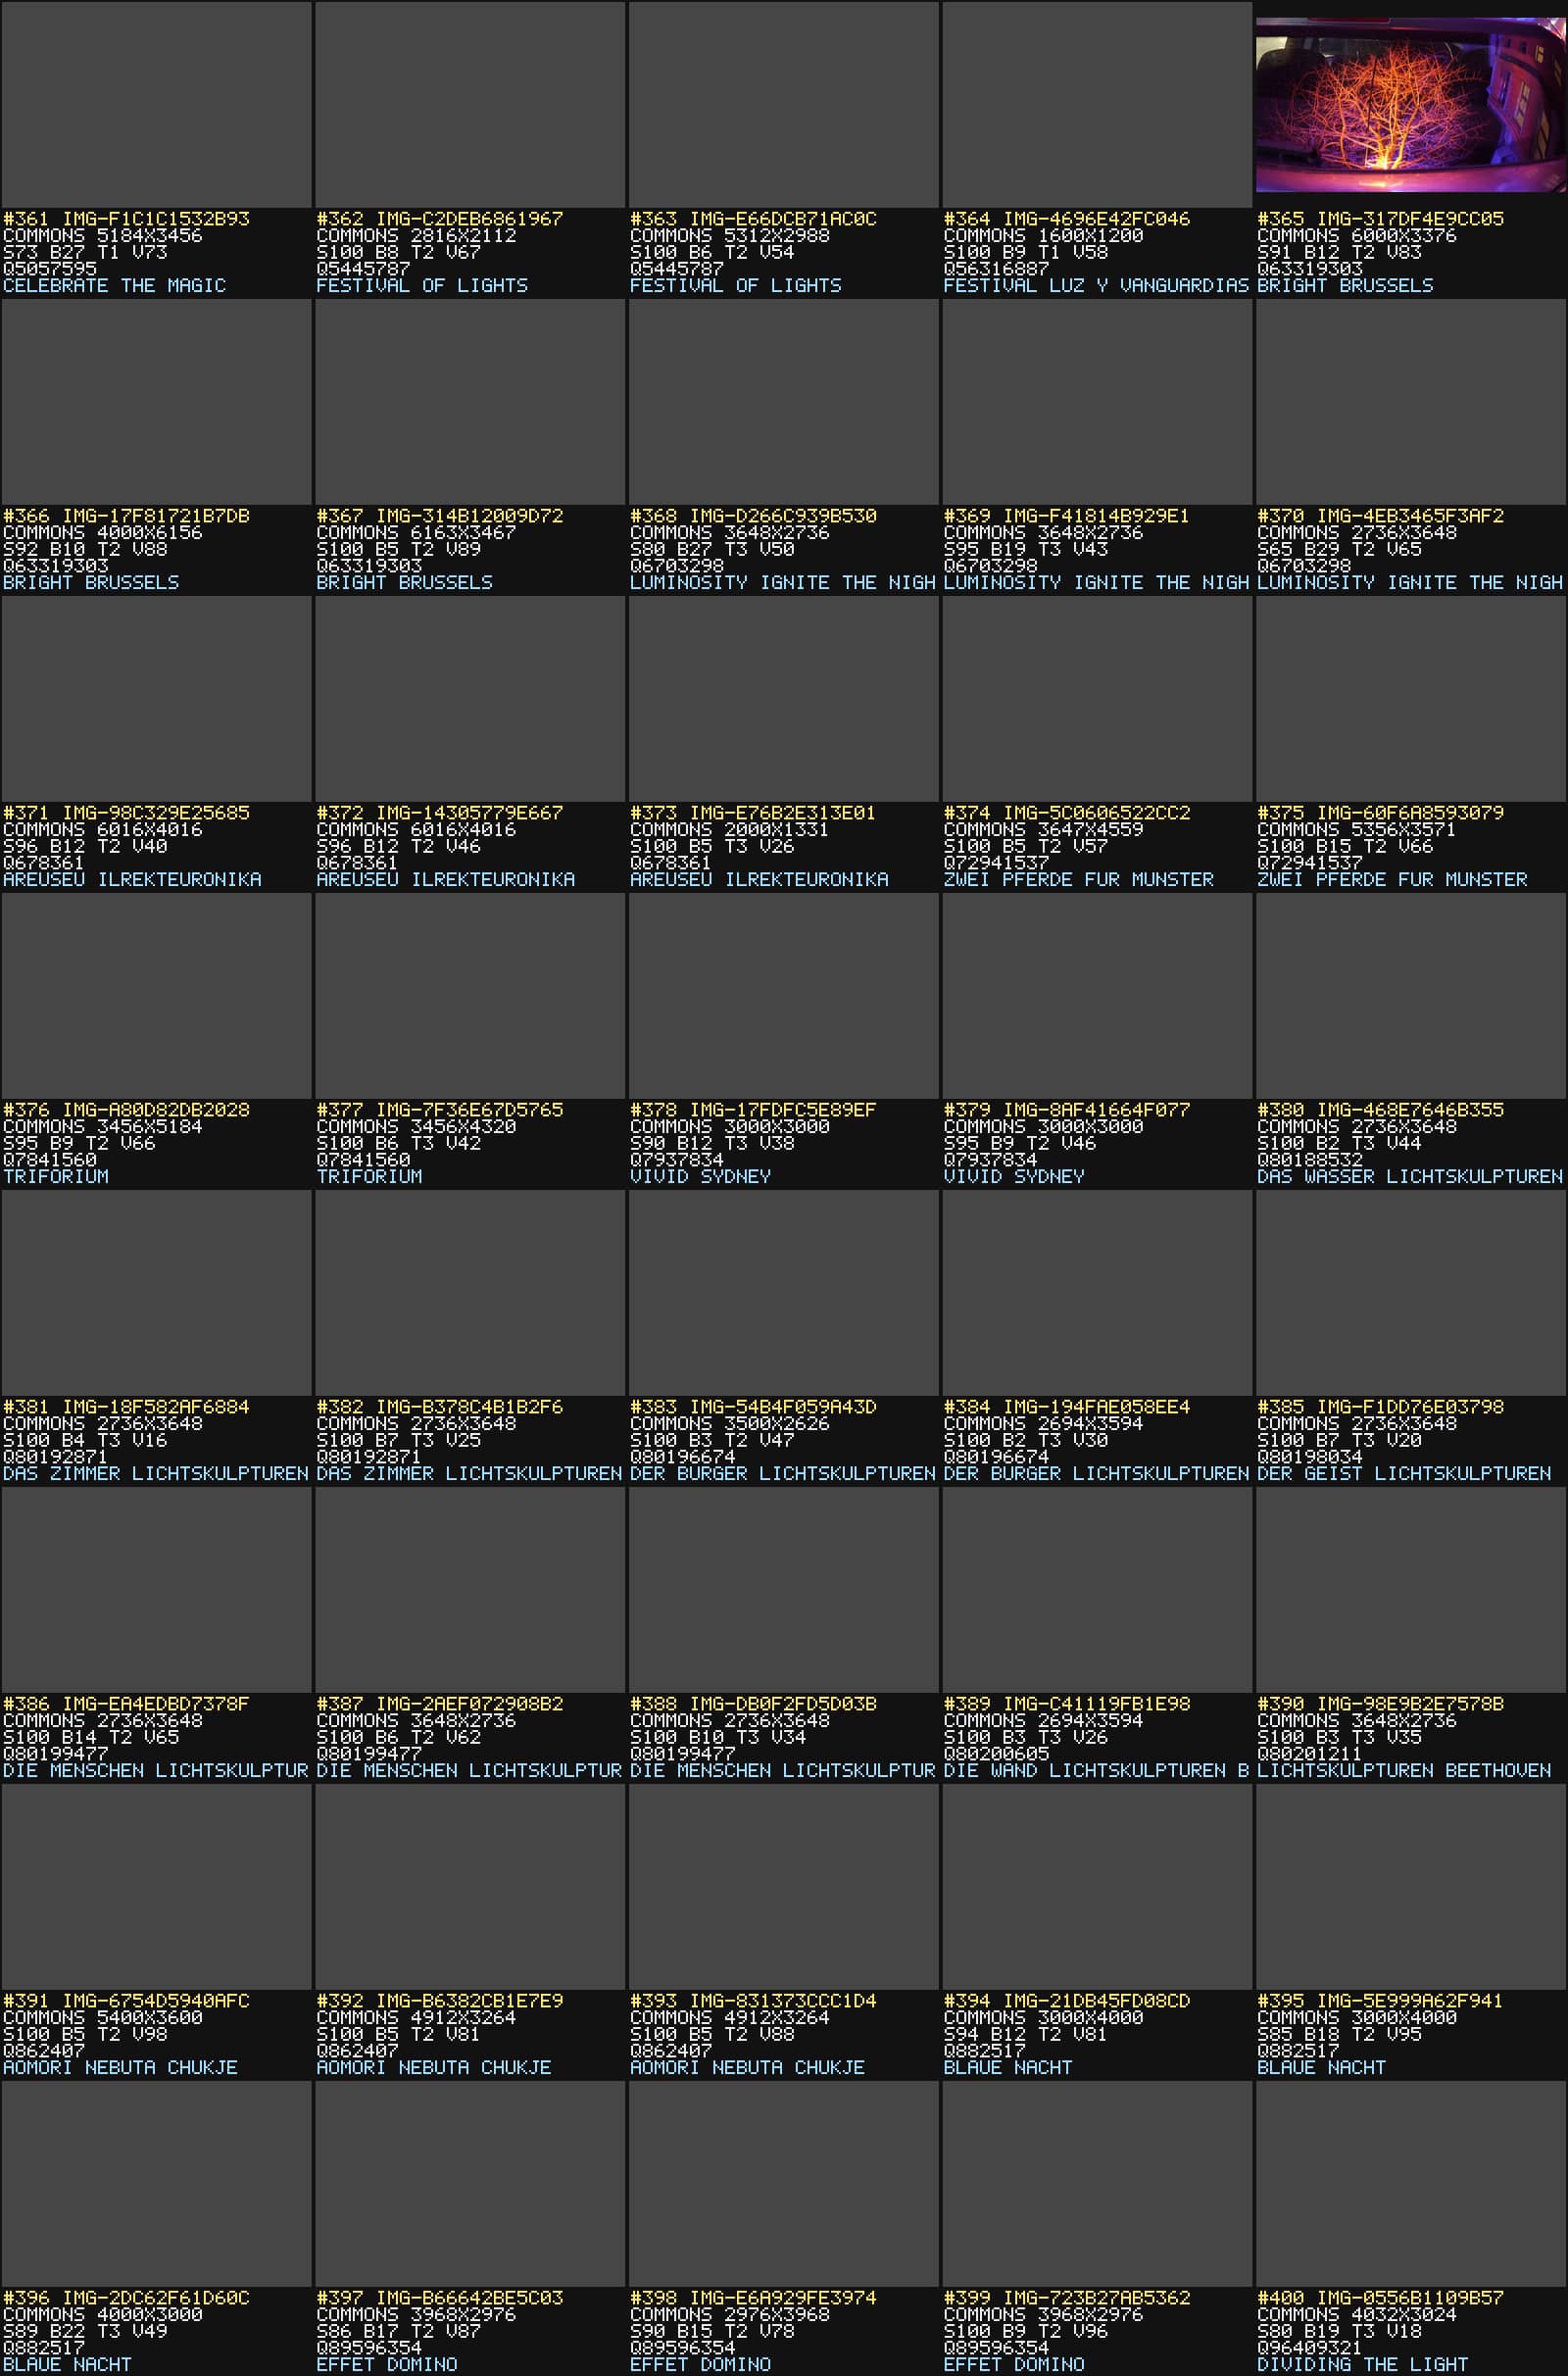 #361 IMG-F1C1C1532B93
COMMONS 5184X3456
S73 B27 T1 V73
Q5057595
CELEBRATE THE MAGIC
#362 IMG-C2DEB6861967
COMMONS 2816X2112
S100 B8 T2 V67
Q5445787
FESTIVAL OF LIGHTS
#363 IMG-E66DCB71AC0C
COMMONS 5312X2988
S100 B6 T2 V54
Q5445787
FESTIVAL OF LIGHTS
#364 IMG-4696E42FC046
COMMONS 1600X1200
S100 B9 T1 V58
Q56316887
FESTIVAL LUZ Y VANGUARDIAS
#365 IMG-317DF4E9CC05
COMMONS 6000X3376
S91 B12 T2 V83
Q63319303
BRIGHT BRUSSELS
#366 IMG-17F81721B7DB
COMMONS 4000X6156
S92 B10 T2 V88
Q63319303
BRIGHT BRUSSELS
#367 IMG-314B12009D72
COMMONS 6163X3467
S100 B5 T2 V89
Q63319303
BRIGHT BRUSSELS
#368 IMG-D266C939B530
COMMONS 3648X2736
S80 B27 T3 V50
Q6703298
LUMINOSITY IGNITE THE NIGH
#369 IMG-F41814B929E1
COMMONS 3648X2736
S95 B19 T3 V43
Q6703298
LUMINOSITY IGNITE THE NIGH
#370 IMG-4EB3465F3AF2
COMMONS 2736X3648
S65 B29 T2 V65
Q6703298
LUMINOSITY IGNITE THE NIGH
#371 IMG-98C329E25685
COMMONS 6016X4016
S96 B12 T2 V40
Q678361
AREUSEU ILREKTEURONIKA
#372 IMG-14305779E667
COMMONS 6016X4016
S96 B12 T2 V46
Q678361
AREUSEU ILREKTEURONIKA
#373 IMG-E76B2E313E01
COMMONS 2000X1331
S100 B5 T3 V26
Q678361
AREUSEU ILREKTEURONIKA
#374 IMG-5C0606522CC2
COMMONS 3647X4559
S100 B5 T2 V57
Q72941537
ZWEI PFERDE FUR MUNSTER
#375 IMG-60F6A8593079
COMMONS 5356X3571
S100 B15 T2 V66
Q72941537
ZWEI PFERDE FUR MUNSTER
#376 IMG-A80D82DB2028
COMMONS 3456X5184
S95 B9 T2 V66
Q7841560
TRIFORIUM
#377 IMG-7F36E67D5765
COMMONS 3456X4320
S100 B6 T3 V42
Q7841560
TRIFORIUM
#378 IMG-17FDFC5E89EF
COMMONS 3000X3000
S90 B12 T3 V38
Q7937834
VIVID SYDNEY
#379 IMG-8AF41664F077
COMMONS 3000X3000
S95 B9 T2 V46
Q7937834
VIVID SYDNEY
#380 IMG-468E7646B355
COMMONS 2736X3648
S100 B2 T3 V44
Q80188532
DAS WASSER LICHTSKULPTUREN
#381 IMG-18F582AF6884
COMMONS 2736X3648
S100 B4 T3 V16
Q80192871
DAS ZIMMER LICHTSKULPTUREN
#382 IMG-B378C4B1B2F6
COMMONS 2736X3648
S100 B7 T3 V25
Q80192871
DAS ZIMMER LICHTSKULPTUREN
#383 IMG-54B4F059A43D
COMMONS 3500X2626
S100 B3 T2 V47
Q80196674
DER BURGER LICHTSKULPTUREN
#384 IMG-194FAE058EE4
COMMONS 2694X3594
S100 B2 T3 V30
Q80196674
DER BURGER LICHTSKULPTUREN
#385 IMG-F1DD76E03798
COMMONS 2736X3648
S100 B7 T3 V20
Q80198034
DER GEIST LICHTSKULPTUREN
#386 IMG-EA4EDBD7378F
COMMONS 2736X3648
S100 B14 T2 V65
Q80199477
DIE MENSCHEN LICHTSKULPTUR
#387 IMG-2AEF072908B2
COMMONS 3648X2736
S100 B6 T2 V62
Q80199477
DIE MENSCHEN LICHTSKULPTUR
#388 IMG-DB0F2FD5D03B
COMMONS 2736X3648
S100 B10 T3 V34
Q80199477
DIE MENSCHEN LICHTSKULPTUR
#389 IMG-C41119FB1E98
COMMONS 2694X3594
S100 B3 T3 V26
Q80200605
DIE WAND LICHTSKULPTUREN B
#390 IMG-98E9B2E7578B
COMMONS 3648X2736
S100 B3 T3 V35
Q80201211
LICHTSKULPTUREN BEETHOVEN
#391 IMG-6754D5940AFC
COMMONS 5400X3600
S100 B5 T2 V98
Q862407
AOMORI NEBUTA CHUKJE
#392 IMG-B6382CB1E7E9
COMMONS 4912X3264
S100 B5 T2 V81
Q862407
AOMORI NEBUTA CHUKJE
#393 IMG-831373CCC1D4
COMMONS 4912X3264
S100 B5 T2 V88
Q862407
AOMORI NEBUTA CHUKJE
#394 IMG-21DB45FD08CD
COMMONS 3000X4000
S94 B12 T2 V81
Q882517
BLAUE NACHT
#395 IMG-5E999A62F941
COMMONS 3000X4000
S85 B18 T2 V95
Q882517
BLAUE NACHT
#396 IMG-2DC62F61D60C
COMMONS 4000X3000
S89 B22 T3 V49
Q882517
BLAUE NACHT
#397 IMG-B66642BE5C03
COMMONS 3968X2976
S86 B17 T2 V87
Q89596354
EFFET DOMINO
#398 IMG-E6A929FE3974
COMMONS 2976X3968
S90 B15 T2 V78
Q89596354
EFFET DOMINO
#399 IMG-723B27AB5362
COMMONS 3968X2976
S100 B9 T2 V96
Q89596354
EFFET DOMINO
#400 IMG-0556B1109B57
COMMONS 4032X3024
S80 B19 T3 V18
Q96409321
DIVIDING THE LIGHT